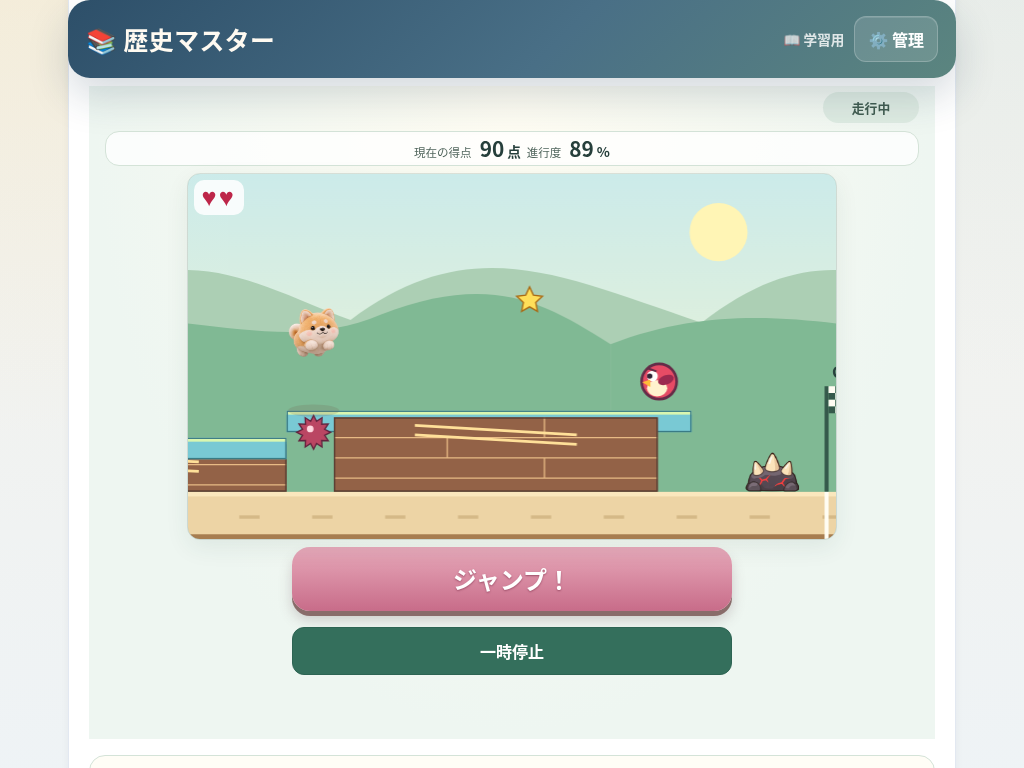 📚 歴史マスター
📖 学習用
⚙️ 管理
走行中
現在の得点 90 点 進行度 89 %
♥♥
ジャンプ！
一時停止